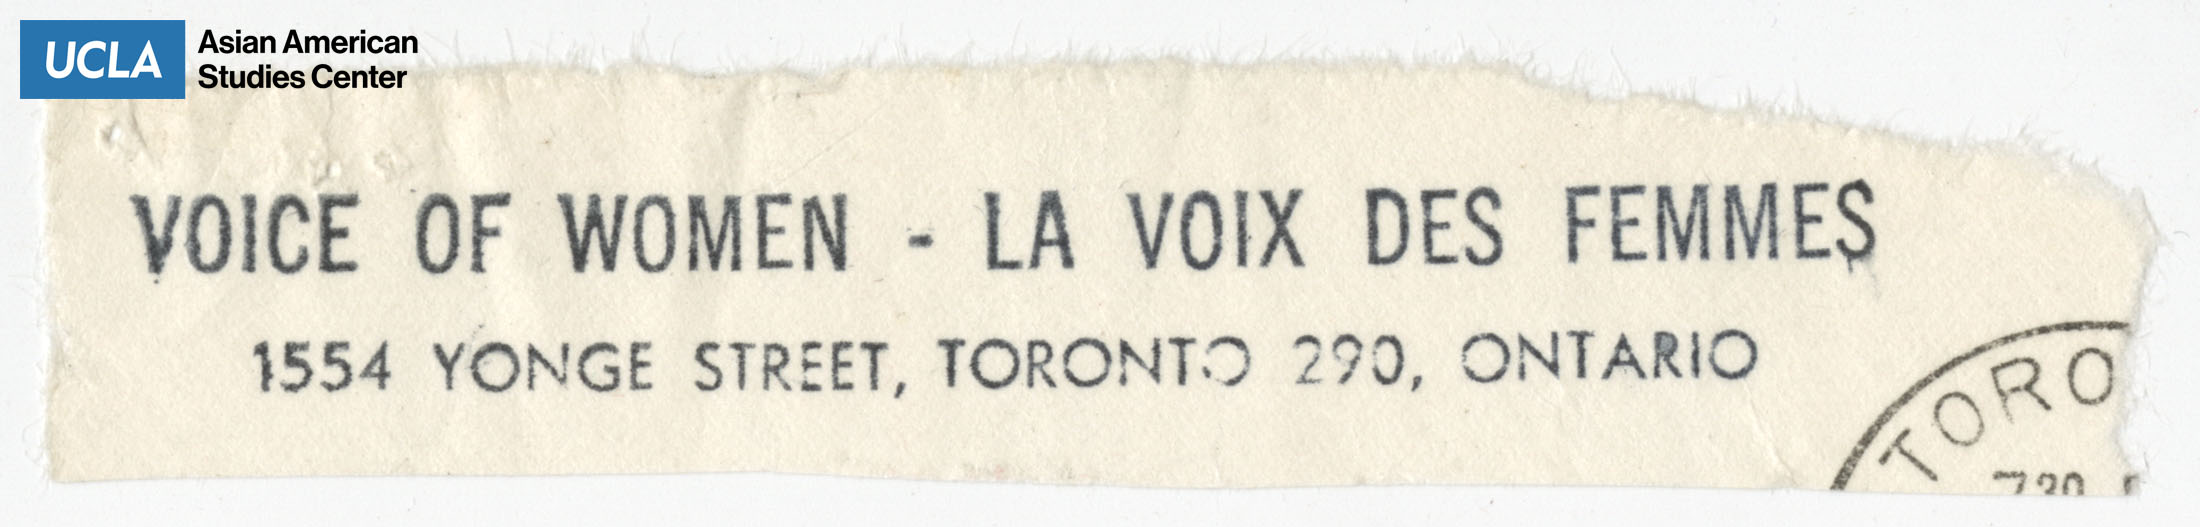 UCLA
Asian American
Studies Center
VOICE OF WOMEN - LA VOIX DES FEMMES
1554 YONGE STREET, TORONTO 290, ONTARIO
TORO
730